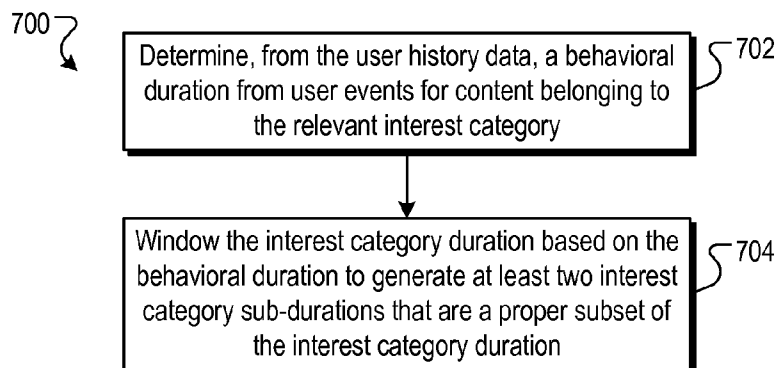 700
Determine, from the user history data, a behavioral
duration from user events for content belonging to
the relevant interest category
702
Window the interest category duration based on the
behavioral duration to generate at least two interest
category sub-durations that are a proper subset of
the interest category duration
704